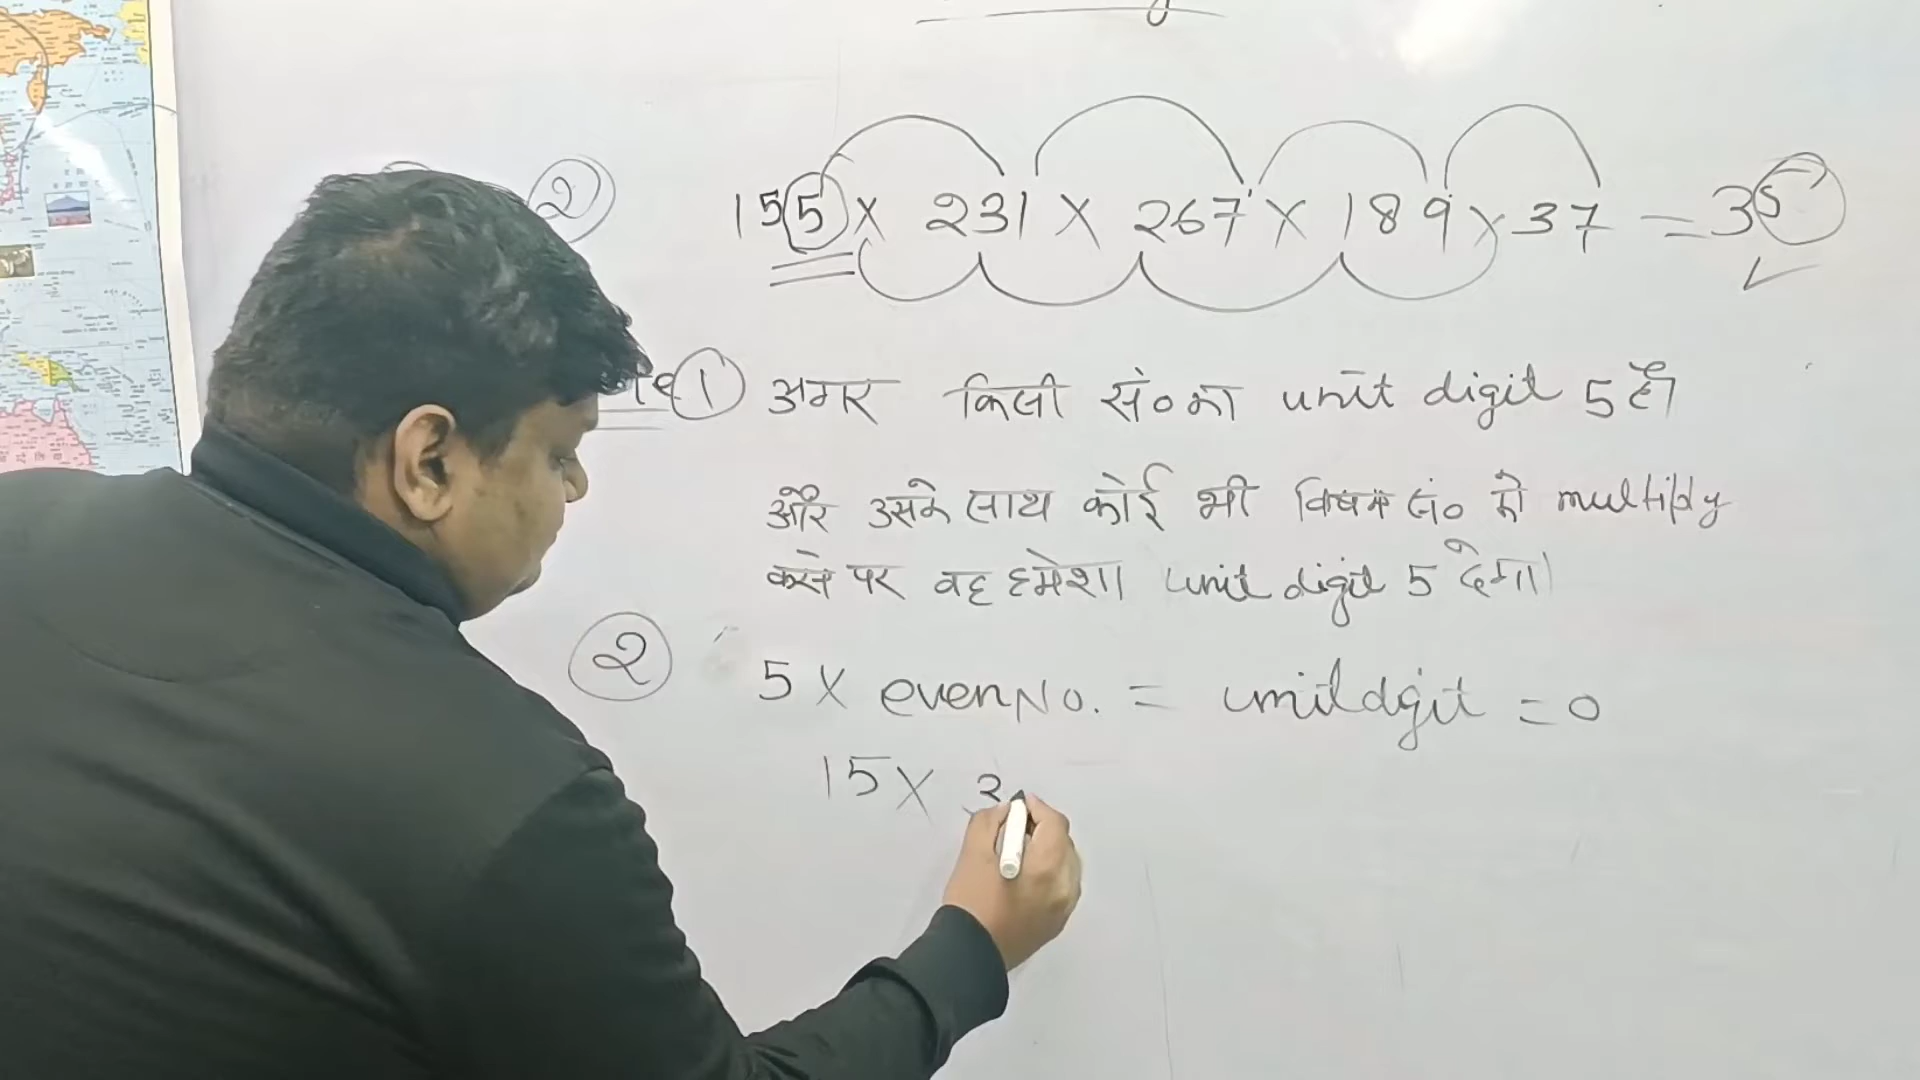 2
155 X 231 X 267 X 189 X 37 = 35
1 अगर किसी सं० का unit digit 5 है
और उसके साथ कोई भी विषम सं० से multiply
करने पर वह हमेशा unit digit 5 देगा।
2 5 X even No. = unit digit = 0
15 X